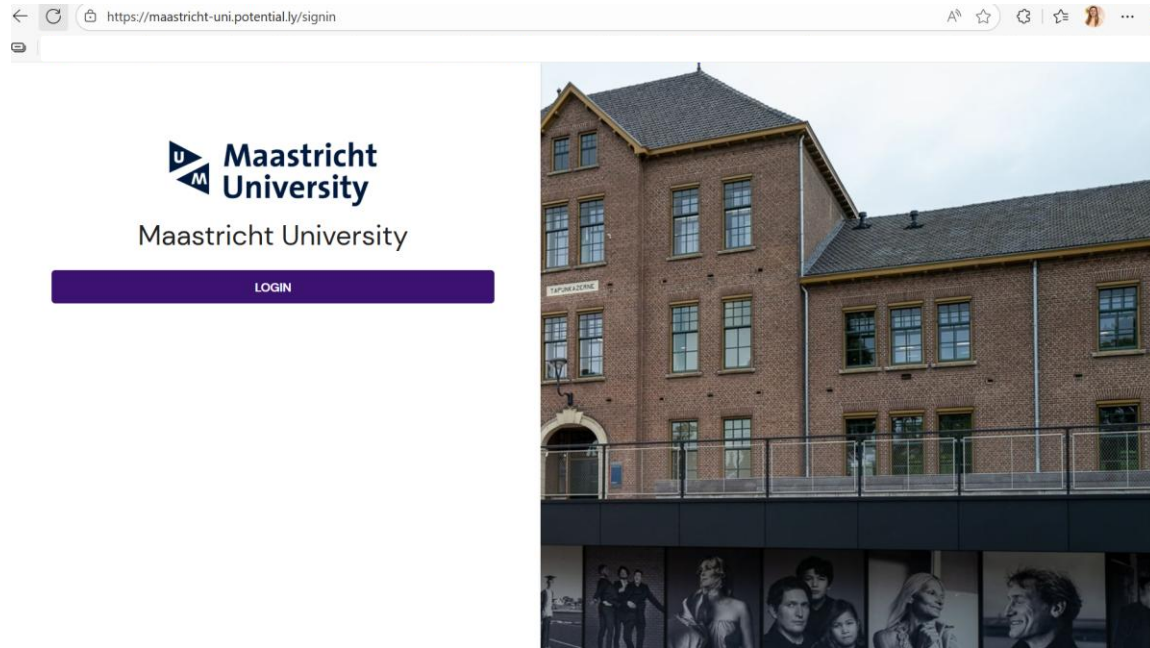 https://maastricht-uni.potential.ly/signin
U
M
Maastricht
University
Maastricht University
LOGIN
TAPIJNKAZERNE